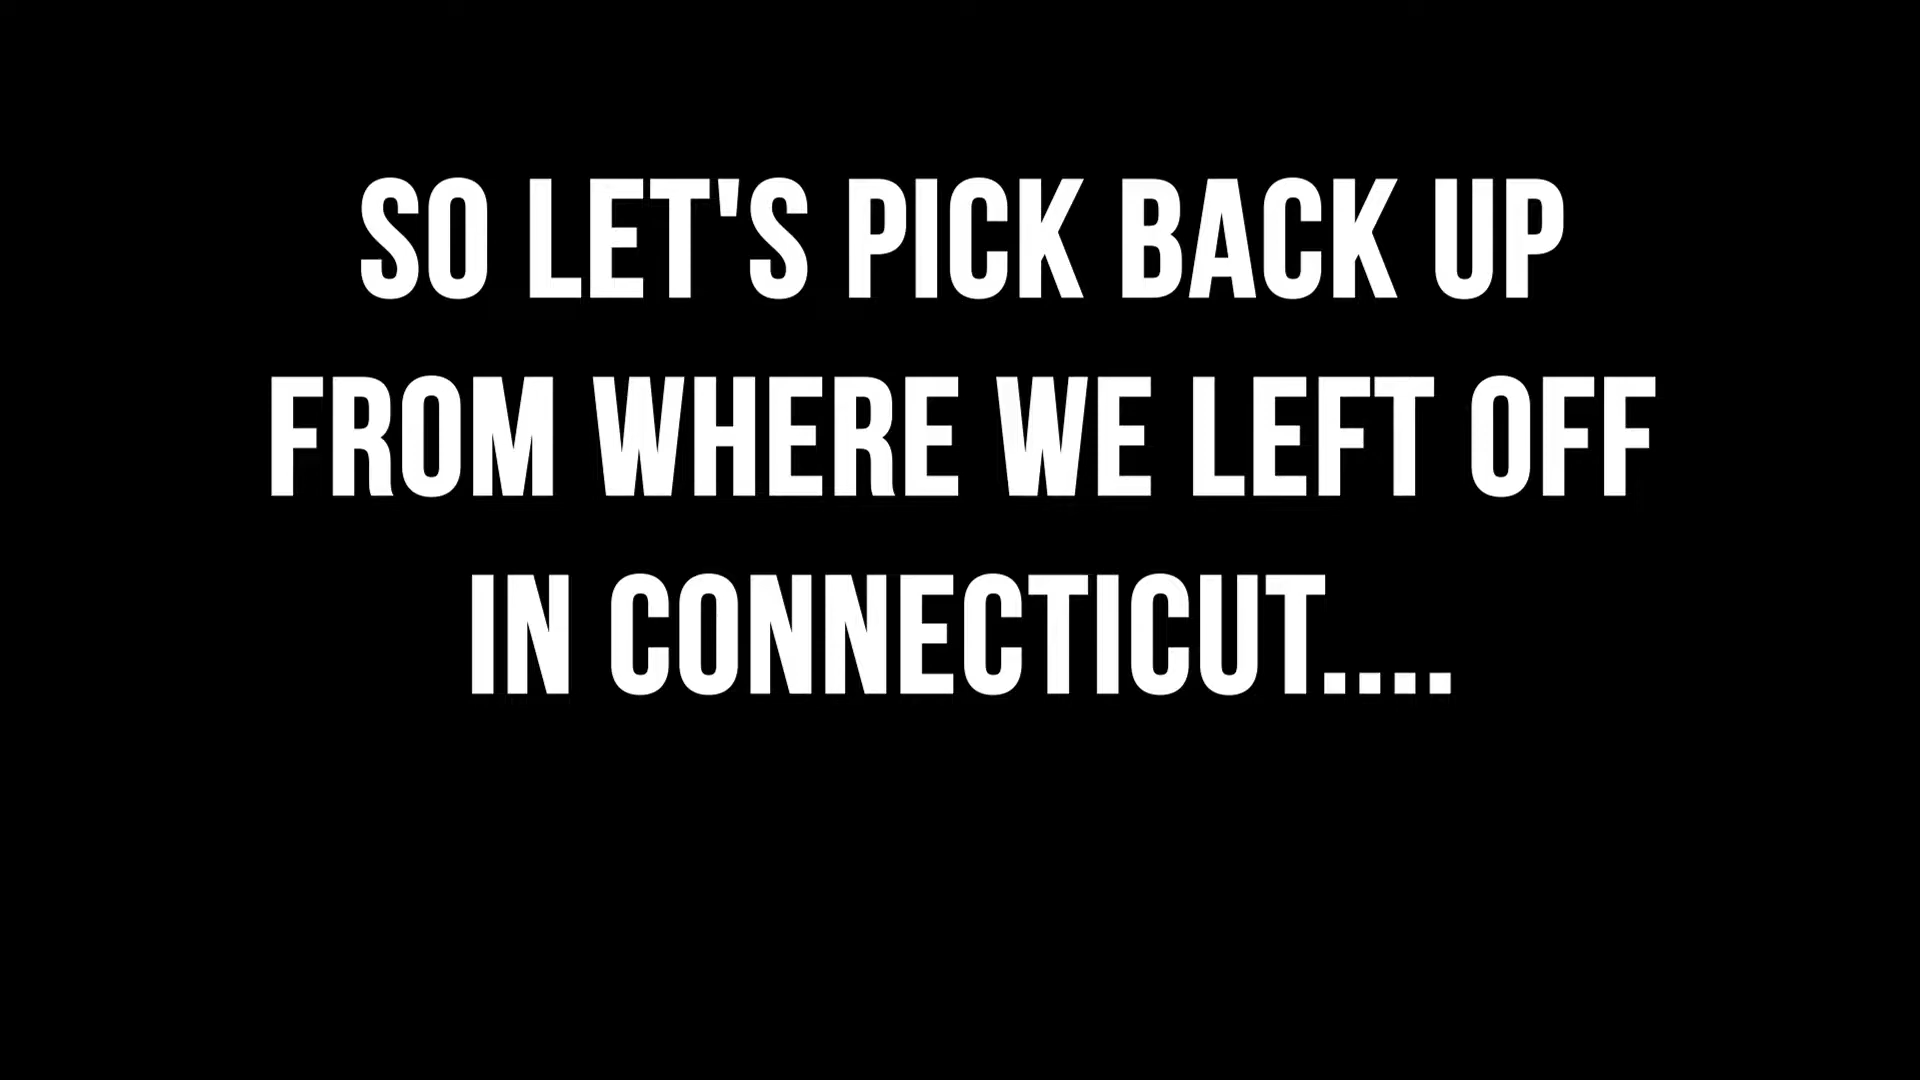 SO LET'S PICK BACK UP
FROM WHERE WE LEFT OFF
IN CONNECTICUT....